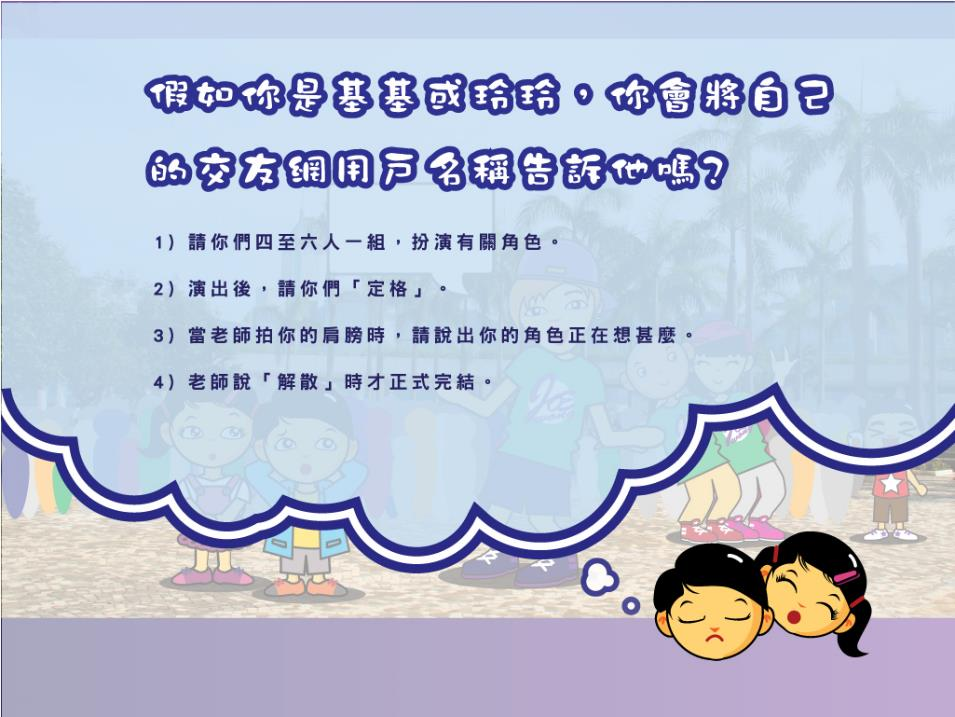 假如你是基基或玲玲，你會將自己
的交友網用戶名稱告訴他嗎？
1) 請你們四至六人一組，扮演有關角色。
2) 演出後，請你們「定格」。
3) 當老師拍你的肩膀時，請說出你的角色正在想甚麼。
4) 老師說「解散」時才正式完結。